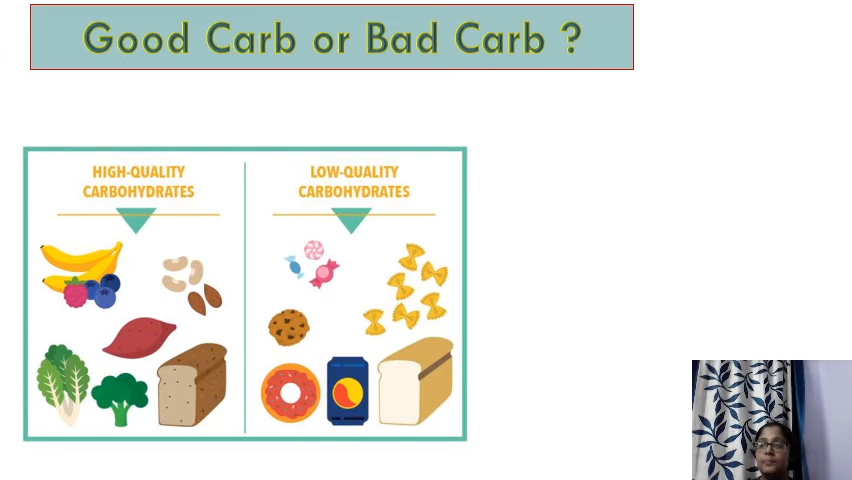 Good Carb or Bad Carb ?
HIGH-QUALITY
CARBOHYDRATES
LOW-QUALITY
CARBOHYDRATES